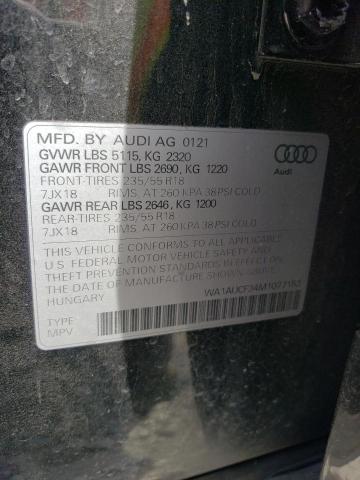 MFD. BY AUDI AG 0121
GVWR LBS 5115, KG 2320
GAWR FRONT LBS 2690, KG 1220
FRONT-TIRES 235/55 R18
7JX18 RIMS AT 260 KPA 38 PSI COLD
GAWR REAR LBS 2646, KG 1200
REAR-TIRES 235/55 R18
7JX18 RIMS AT 260 KPA 38 PSI COLD
THIS VEHICLE CONFORMS TO ALL APPLICABLE
U.S. FEDERAL MOTOR VEHICLE SAFETY AND
THEFT PREVENTION STANDARDS IN EFFECT ON
THE DATE OF MANUFACTURE SHOWN ABOVE.
HUNGARY
WA1AUCF34M1077183
TYPE
MPV
Audi